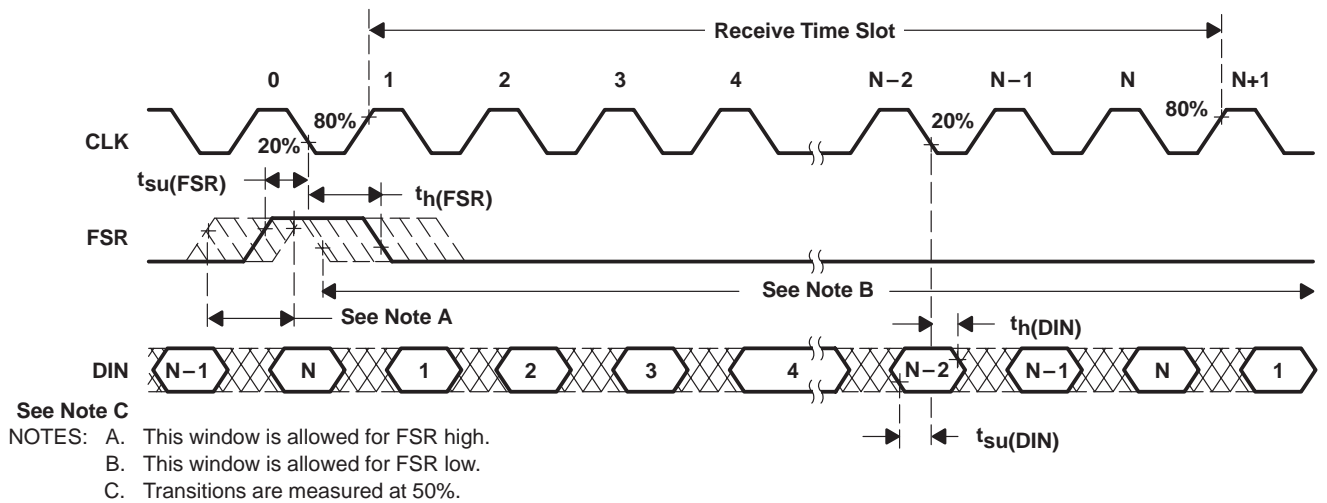 Receive Time Slot
0 1 2 3 4 N−2 N−1 N N+1
80% 20% 80%
CLK
20%
tsu(FSR)
th(FSR)
FSR
See Note B
See Note A
th(DIN)
DIN N−1 N 1 2 3 4 N−2 N−1 N 1
See Note C
tsu(DIN)
NOTES: A. This window is allowed for FSR high.
B. This window is allowed for FSR low.
C. Transitions are measured at 50%.